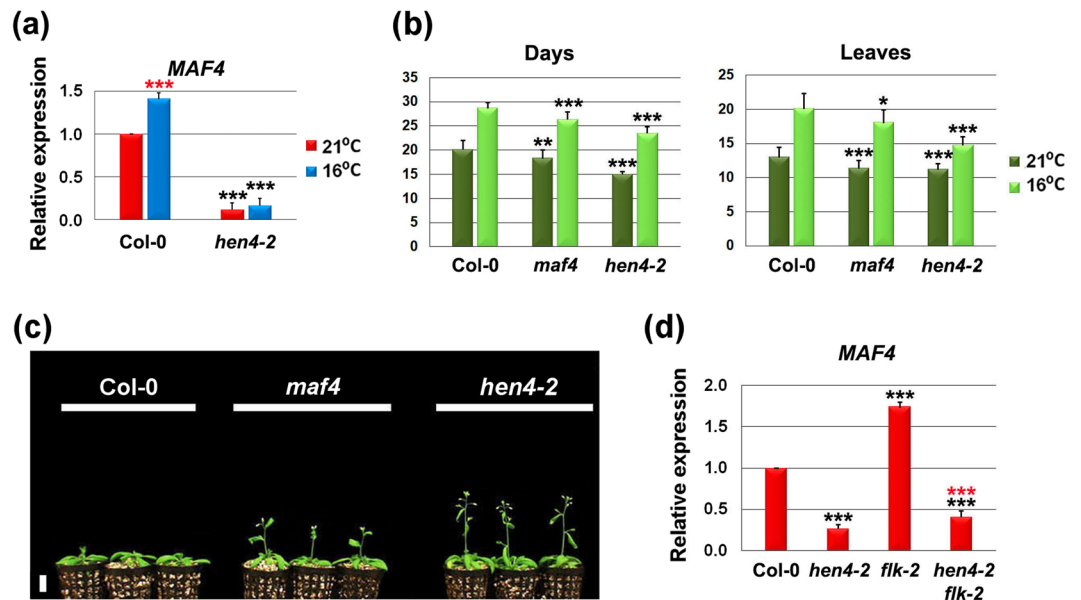 (a)
MAF4
Relative expression
1.5
1.0
0.5
0.0
***
***
***
Col-0 hen4-2
21°C
16°C
(b)
Days
35
30
25
20
15
10
5
0
**
***
***
***
Col-0 maf4 hen4-2
Leaves
25
20
15
10
5
0
***
*
***
***
Col-0 maf4 hen4-2
21°C
16°C
(c)
Col-0 maf4 hen4-2
(d)
MAF4
Relative expression
2.0
1.5
1.0
0.5
0.0
***
***
***
***
Col-0 hen4-2 flk-2 hen4-2
flk-2